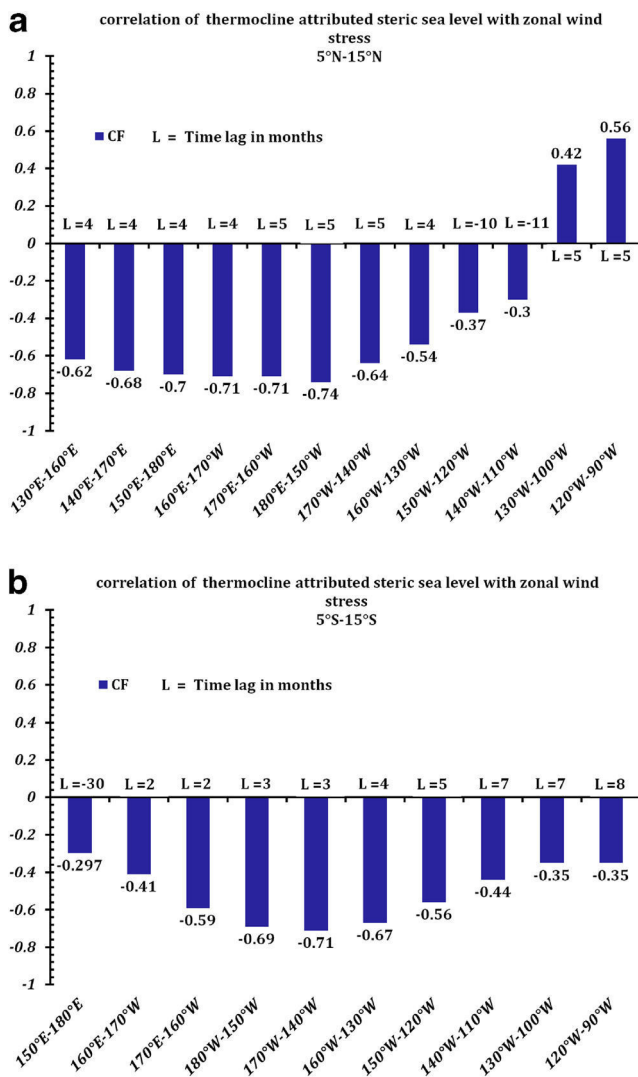 a
correlation of thermocline attributed steric sea level with zonal wind
stress
5°N-15°N
1
0.8
0.6
0.4
0.2
0
-0.2
-0.4
-0.6
-0.8
-1
CF L = Time lag in months
0.42
0.56
L =4 L =4 L =4 L =4 L =5 L =5 L =5 L =4 L =-10 L =-11
L =5 L =5
-0.62 -0.68 -0.7 -0.71 -0.71 -0.74 -0.64 -0.54 -0.37 -0.3
130°E-160°E
140°E-170°E
150°E-180°E
160°E-170°W
170°E-160°W
180°E-150°W
170°W-140°W
160°W-130°W
150°W-120°W
140°W-110°W
130°W-100°W
120°W-90°W
b
correlation of thermocline attributed steric sea level with zonal wind
stress
5°S-15°S
1
0.8
0.6
0.4
0.2
0
-0.2
-0.4
-0.6
-0.8
-1
CF L = Time lag in months
L =-30 L =2 L =2 L =3 L =3 L =4 L =5 L =7 L =7 L =8
-0.297 -0.41 -0.59 -0.69 -0.71 -0.67 -0.56 -0.44 -0.35 -0.35
150°E-180°E
160°E-170°W
170°E-160°W
180°W-150°W
170°W-140°W
160°W-130°W
150°W-120°W
140°W-110°W
130°W-100°W
120°W-90°W